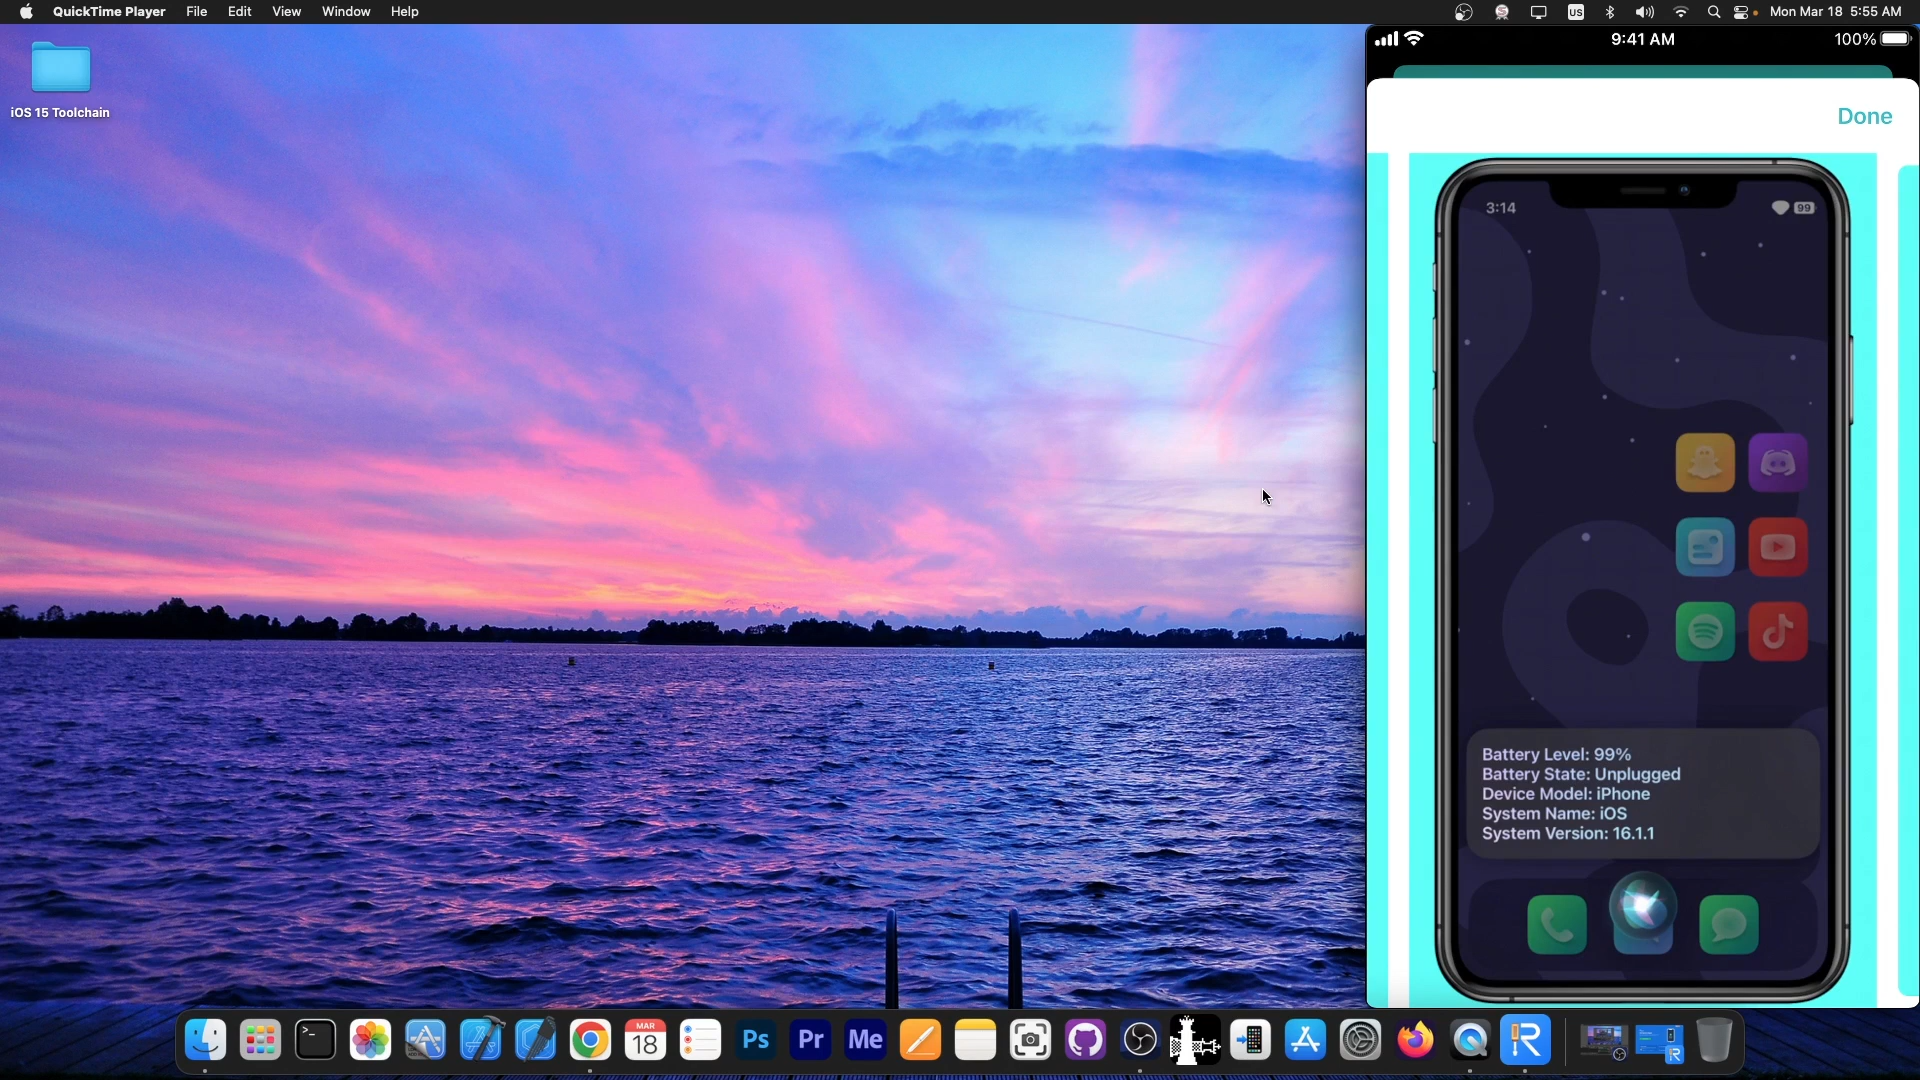 QuickTime Player File Edit View Window Help US Mon Mar 18 5:55 AM
iOS 15 Toolchain
9:41 AM 100%
Done
3:14 99
Battery Level: 99%
Battery State: Unplugged
Device Model: iPhone
System Name: iOS
System Version: 16.1.1
>_ MAR 18 Ps Pr Me R